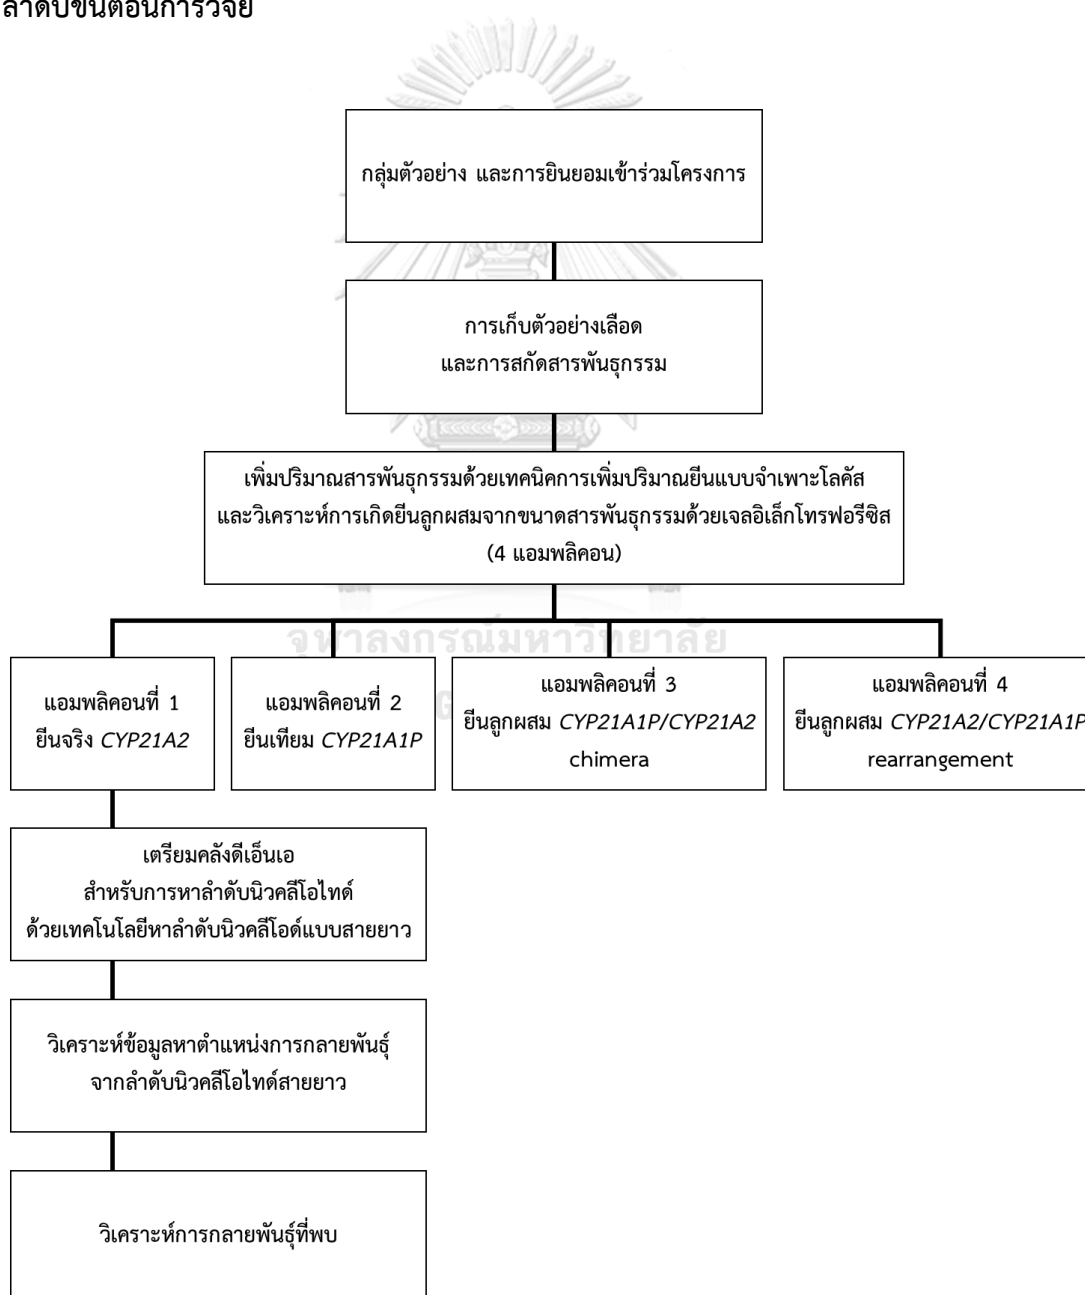 ลำดับขั้นตอนการวิจัย
กลุ่มตัวอย่าง และการยินยอมเข้าร่วมโครงการ
การเก็บตัวอย่างเลือด
และการสกัดสารพันธุกรรม
เพิ่มปริมาณสารพันธุกรรมด้วยเทคนิคการเพิ่มปริมาณยีนแบบจำเพาะโลคัส
และวิเคราะห์การเกิดยีนลูกผสมจากขนาดสารพันธุกรรมด้วยเจลอิเล็กโทรฟอรีซิส
(4 แอมพลิคอน)
จุฬาลงกรณ์มหาวิทยาลัย
แอมพลิคอนที่ 1
ยีนจริง CYP21A2
แอมพลิคอนที่ 2
ยีนเทียม CYP21A1P
แอมพลิคอนที่ 3
ยีนลูกผสม CYP21A1P/CYP21A2
chimera
แอมพลิคอนที่ 4
ยีนลูกผสม CYP21A2/CYP21A1P
rearrangement
เตรียมคลังดีเอ็นเอ
สำหรับการหาลำดับนิวคลีโอไทด์
ด้วยเทคโนโลยีหาลำดับนิวคลีโอด์แบบสายยาว
วิเคราะห์ข้อมูลหาตำแหน่งการกลายพันธุ์
จากลำดับนิวคลีโอไทด์สายยาว
วิเคราะห์การกลายพันธุ์ที่พบ